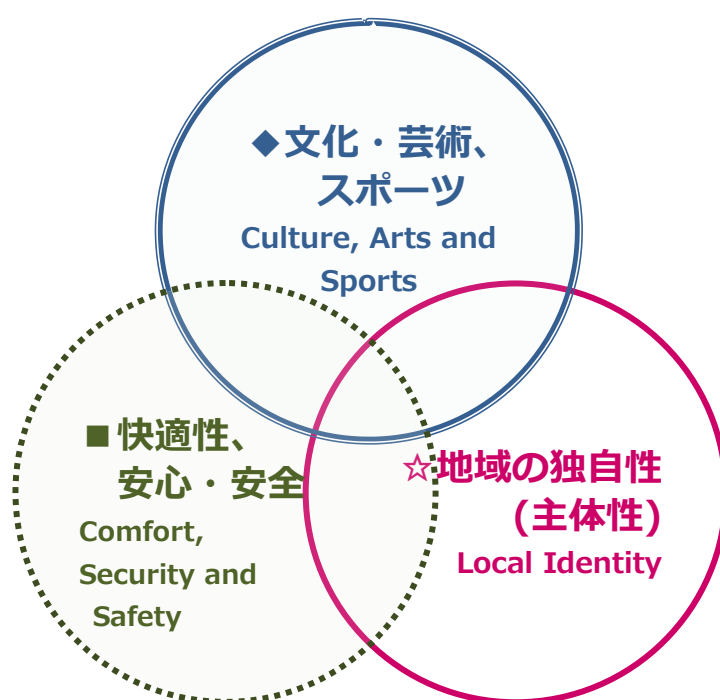 ◆文化・芸術、
スポーツ
Culture, Arts and
Sports
■快適性、
安心・安全
Comfort,
Security and
Safety
☆地域の独自性
(主体性)
Local Identity